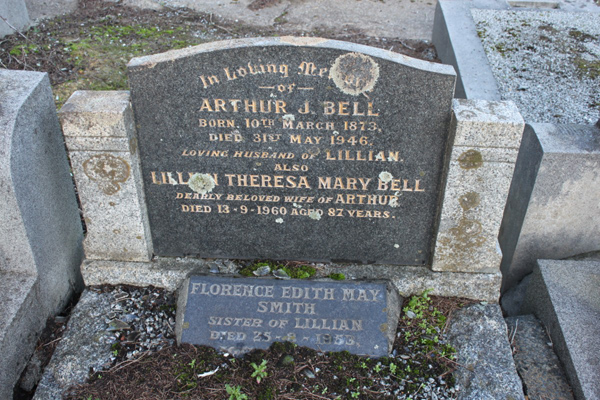 In Loving
- OF -
ARTHUR J. BELL
BORN. 10TH MARCH 1873.
DIED 31ST MAY 1946.
LOVING HUSBAND OF LILLIAN.
ALSO
THERESA MARY BELL
DEARLY BELOVED WIFE OF ARTHUR
DIED 13-9-1960 AGED 87 YEARS.
FLORENCE EDITH MAY
SMITH
SISTER OF LILLIAN
DIED